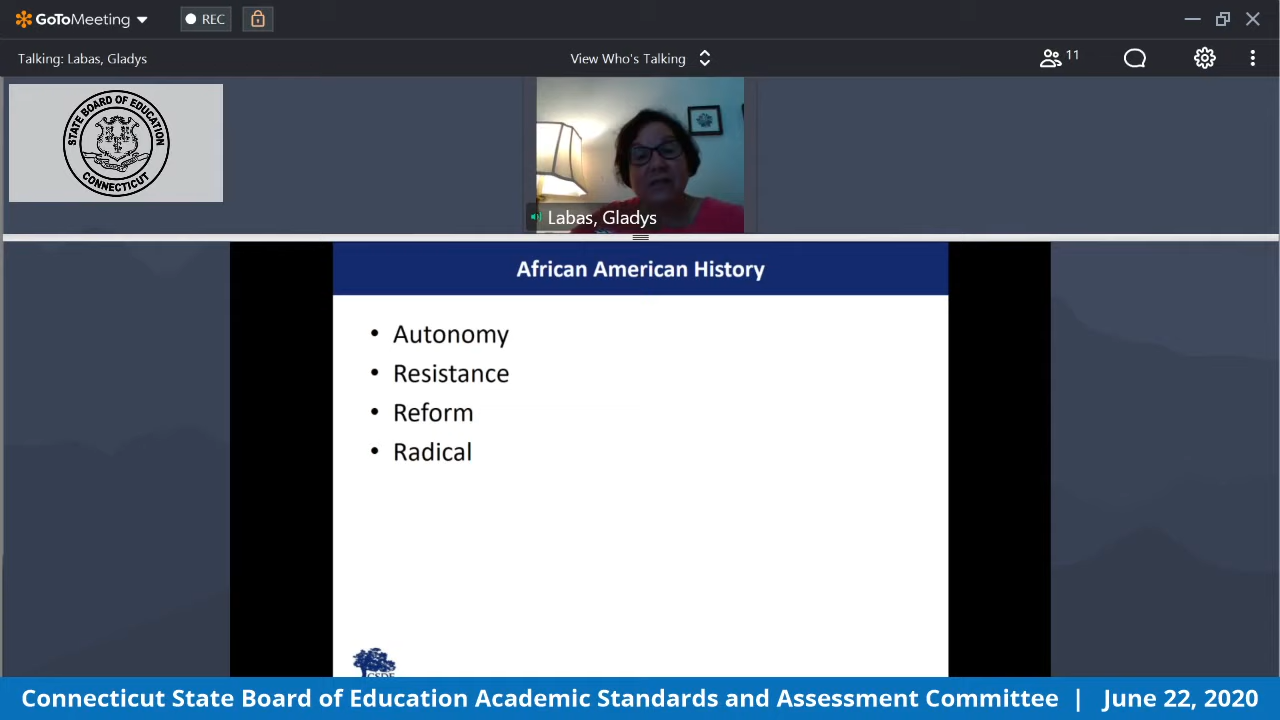 GoToMeeting
REC
Talking: Labas, Gladys
View Who's Talking
11
STATE BOARD OF EDUCATION
CONNECTICUT
Labas, Gladys
African American History
• Autonomy
• Resistance
• Reform
• Radical
CSDE
Connecticut State Board of Education Academic Standards and Assessment Committee | June 22, 2020